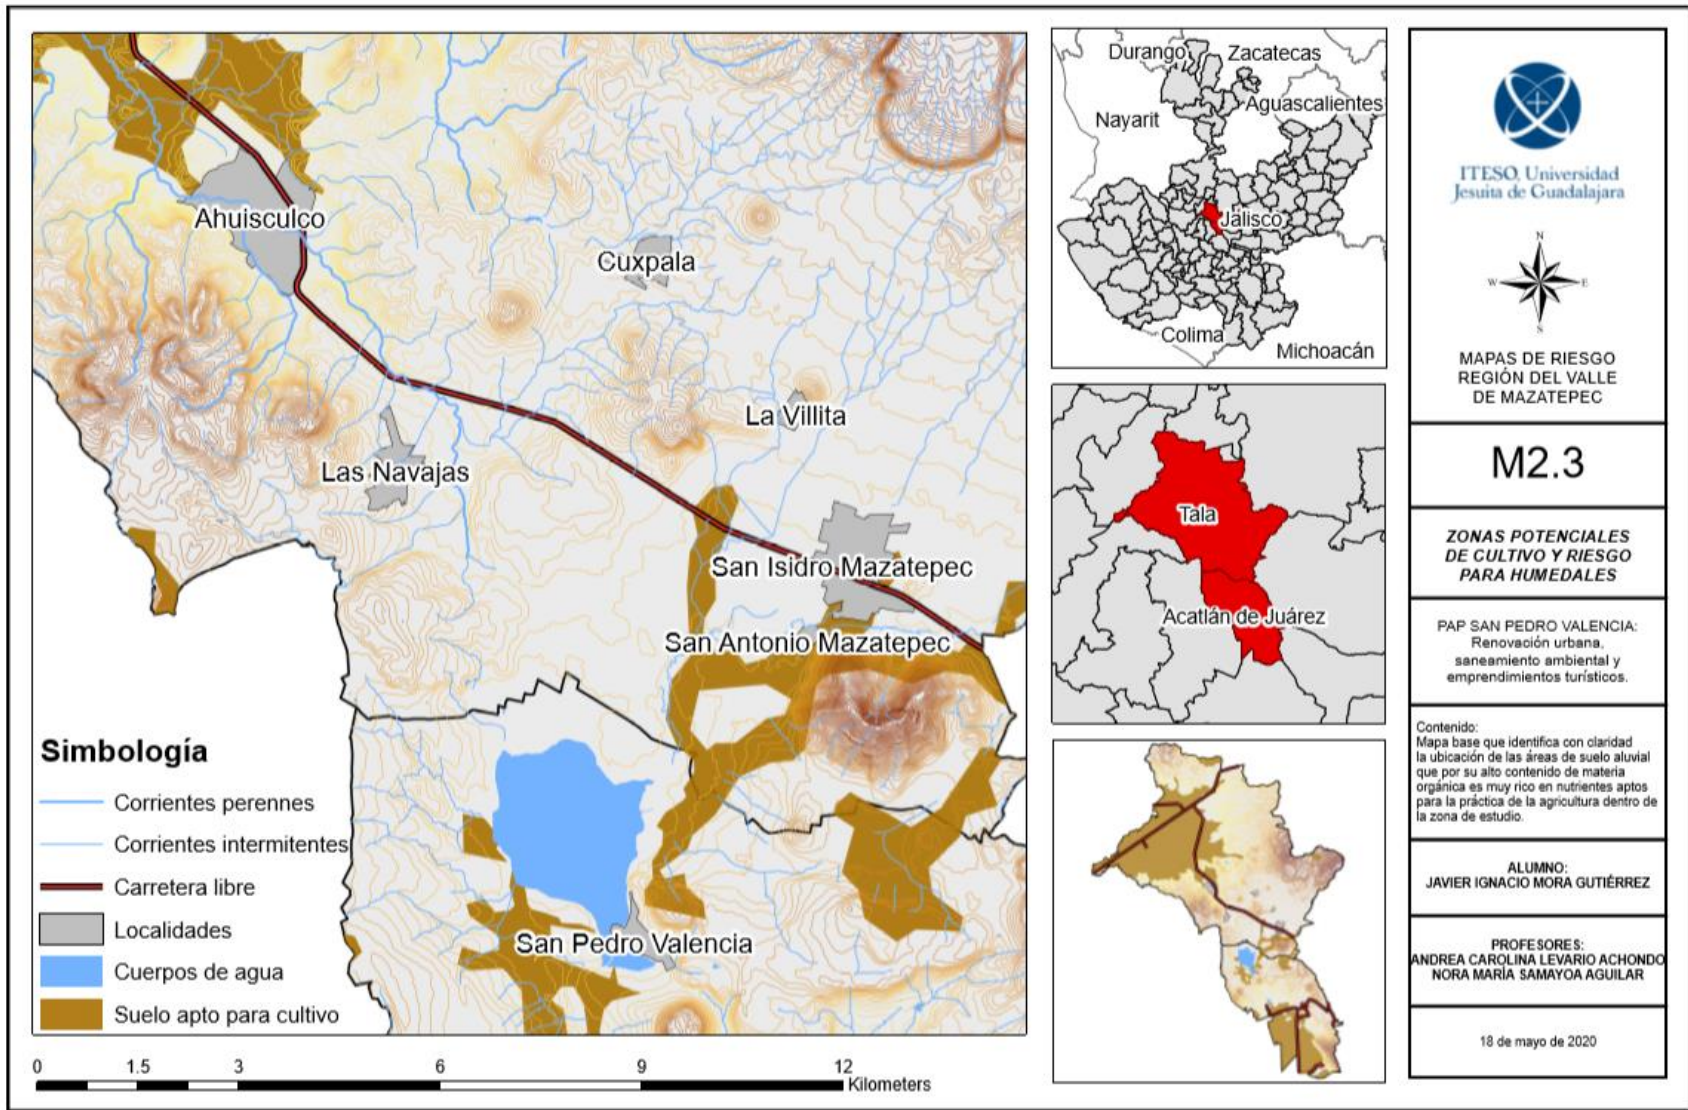 Ahuisculco
Cuxpala
La Villita
Las Navajas
San Isidro Mazatepec
San Antonio Mazatepec
San Pedro Valencia
Simbología
Corrientes perennes
Corrientes intermitentes
Carretera libre
Localidades
Cuerpos de agua
Suelo apto para cultivo
0 1.5 3 6 9 12
Kilometers
Durango
Zacatecas
Aguascalientes
Nayarit
Jalisco
Colima
Michoacán
Tala
Acatlán de Juárez
ITESO, Universidad
Jesuita de Guadalajara
N
W E
S
MAPAS DE RIESGO
REGIÓN DEL VALLE
DE MAZATEPEC
M2.3
ZONAS POTENCIALES
DE CULTIVO Y RIESGO
PARA HUMEDALES
PAP SAN PEDRO VALENCIA:
Renovación urbana,
saneamiento ambiental y
emprendimientos turísticos.
Contenido:
Mapa base que identifica con claridad
la ubicación de las áreas de suelo aluvial
que por su alto contenido de materia
orgánica es muy rico en nutrientes aptos
para la práctica de la agricultura dentro de
la zona de estudio.
ALUMNO:
JAVIER IGNACIO MORA GUTIÉRREZ
PROFESORES:
ANDREA CAROLINA LEVARIO ACHONDO
NORA MARÍA SAMAYOA AGUILAR
18 de mayo de 2020